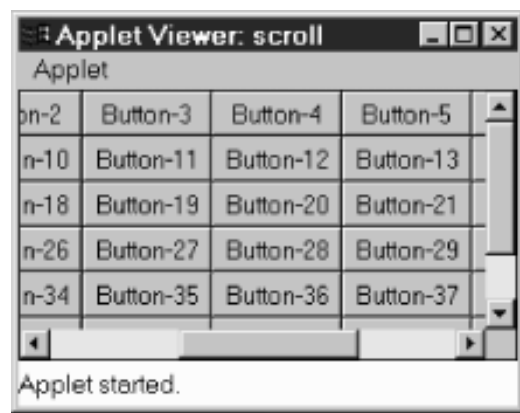 Applet Viewer: scroll
Applet
on-2 Button-3 Button-4 Button-5
n-10 Button-11 Button-12 Button-13
n-18 Button-19 Button-20 Button-21
n-26 Button-27 Button-28 Button-29
n-34 Button-35 Button-36 Button-37
Applet started.